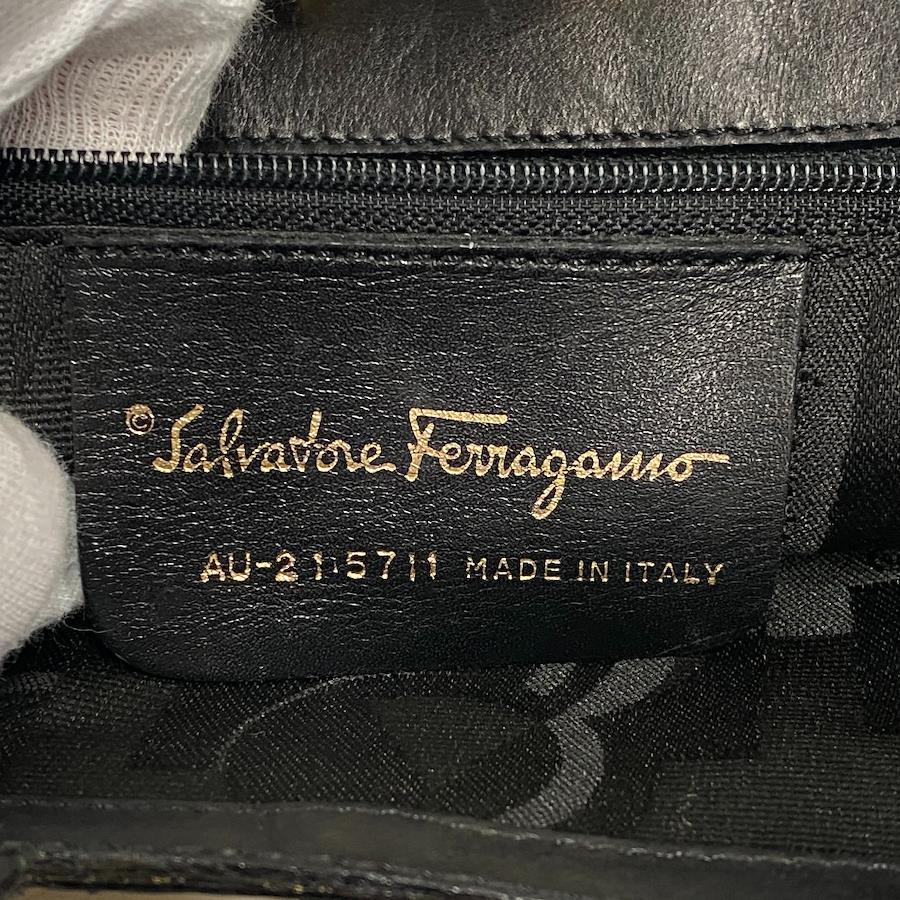 © Salvatore Ferragamo
AU-21 5711 MADE IN ITALY